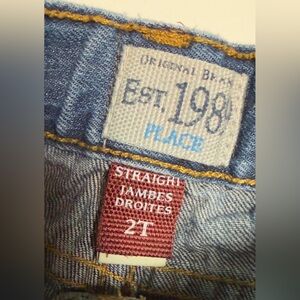 ORIGINAL
EST. 198
PLACE
STRAIGHT
JAMBES
DROITES
2T